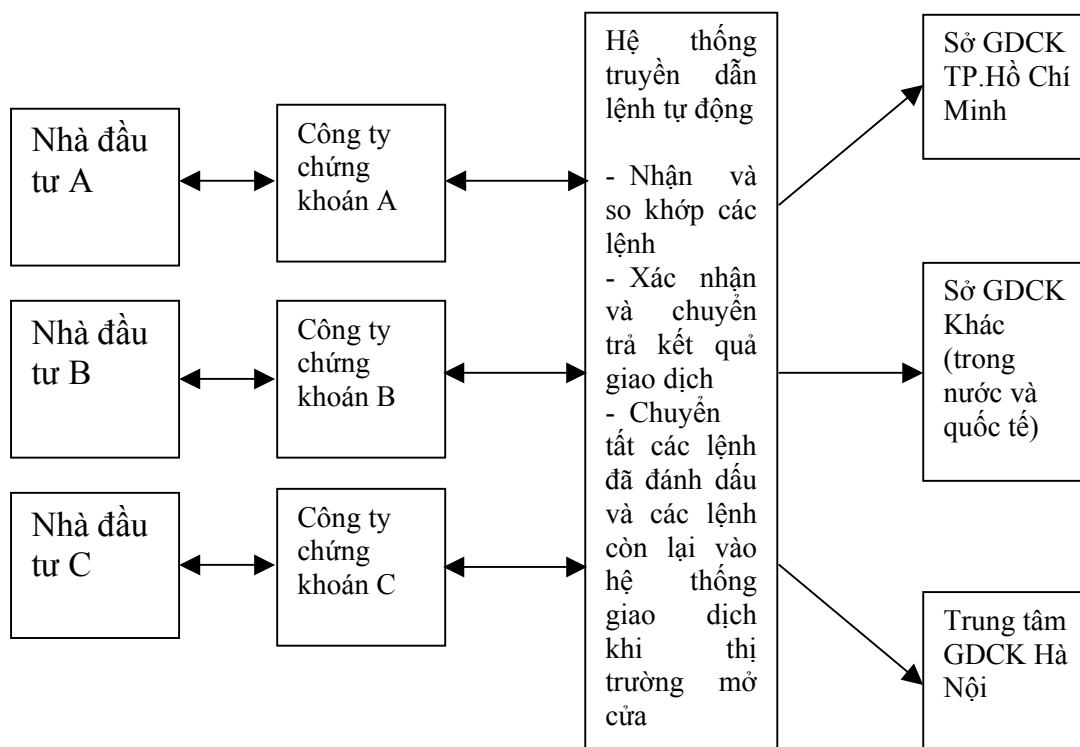 Nhà đầu
tư A
Công ty
chứng
khoán A
Nhà đầu
tư B
Công ty
chứng
khoán B
Nhà đầu
tư C
Công ty
chứng
khoán C
Hệ thống
truyền dẫn
lệnh tự động
- Nhận và
so khớp các
lệnh
- Xác nhận
và chuyển
trả kết quả
giao dịch
- Chuyển
tất các lệnh
đã đánh dấu
và các lệnh
còn lại vào
hệ thống
giao dịch
khi thị
trường mở
cửa
Sở GDCK
TP.Hồ Chí
Minh
Sở GDCK
Khác
(trong
nước và
quốc tế)
Trung tâm
GDCK Hà
Nội